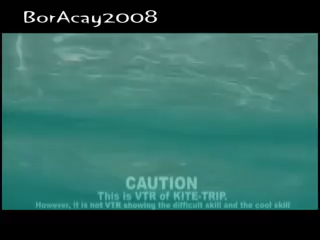 BorAcay2008
CAUTION
This is VTR of KITE-TRIP.
However, it is not VTR showing the difficult skill and the cool skill